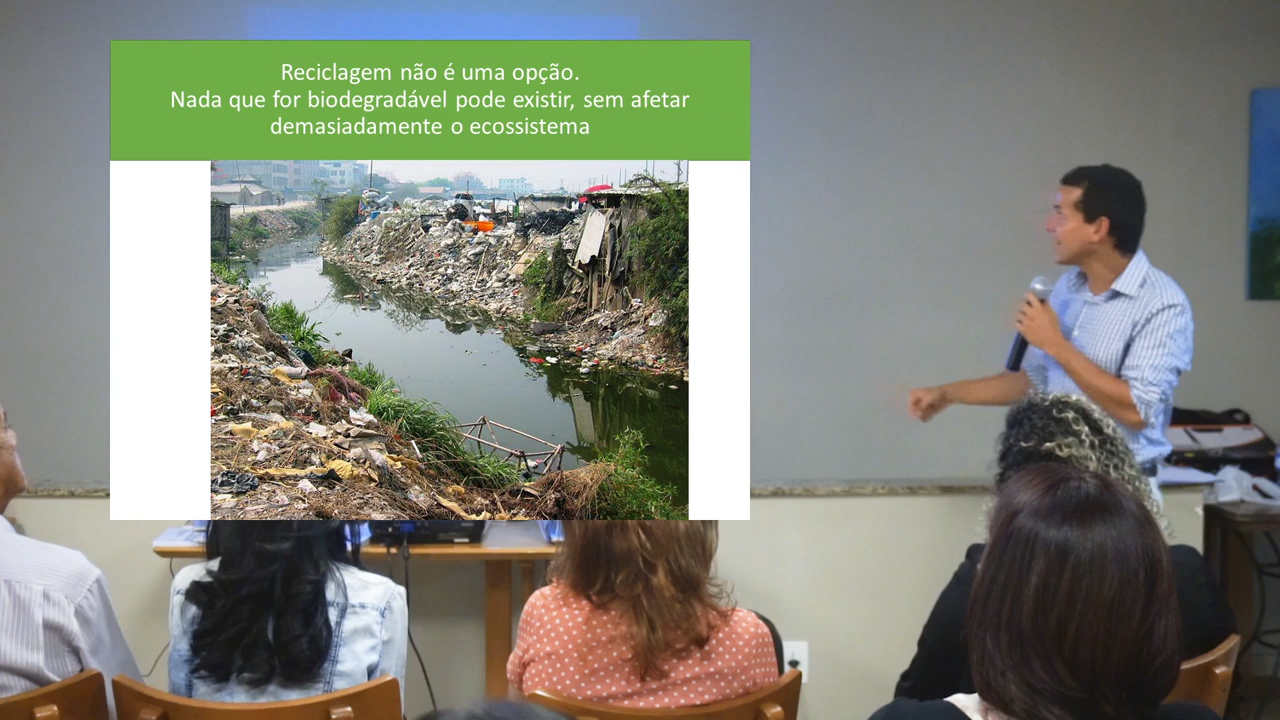 Reciclagem não é uma opção.
Nada que for biodegradável pode existir, sem afetar
demasiadamente o ecossistema